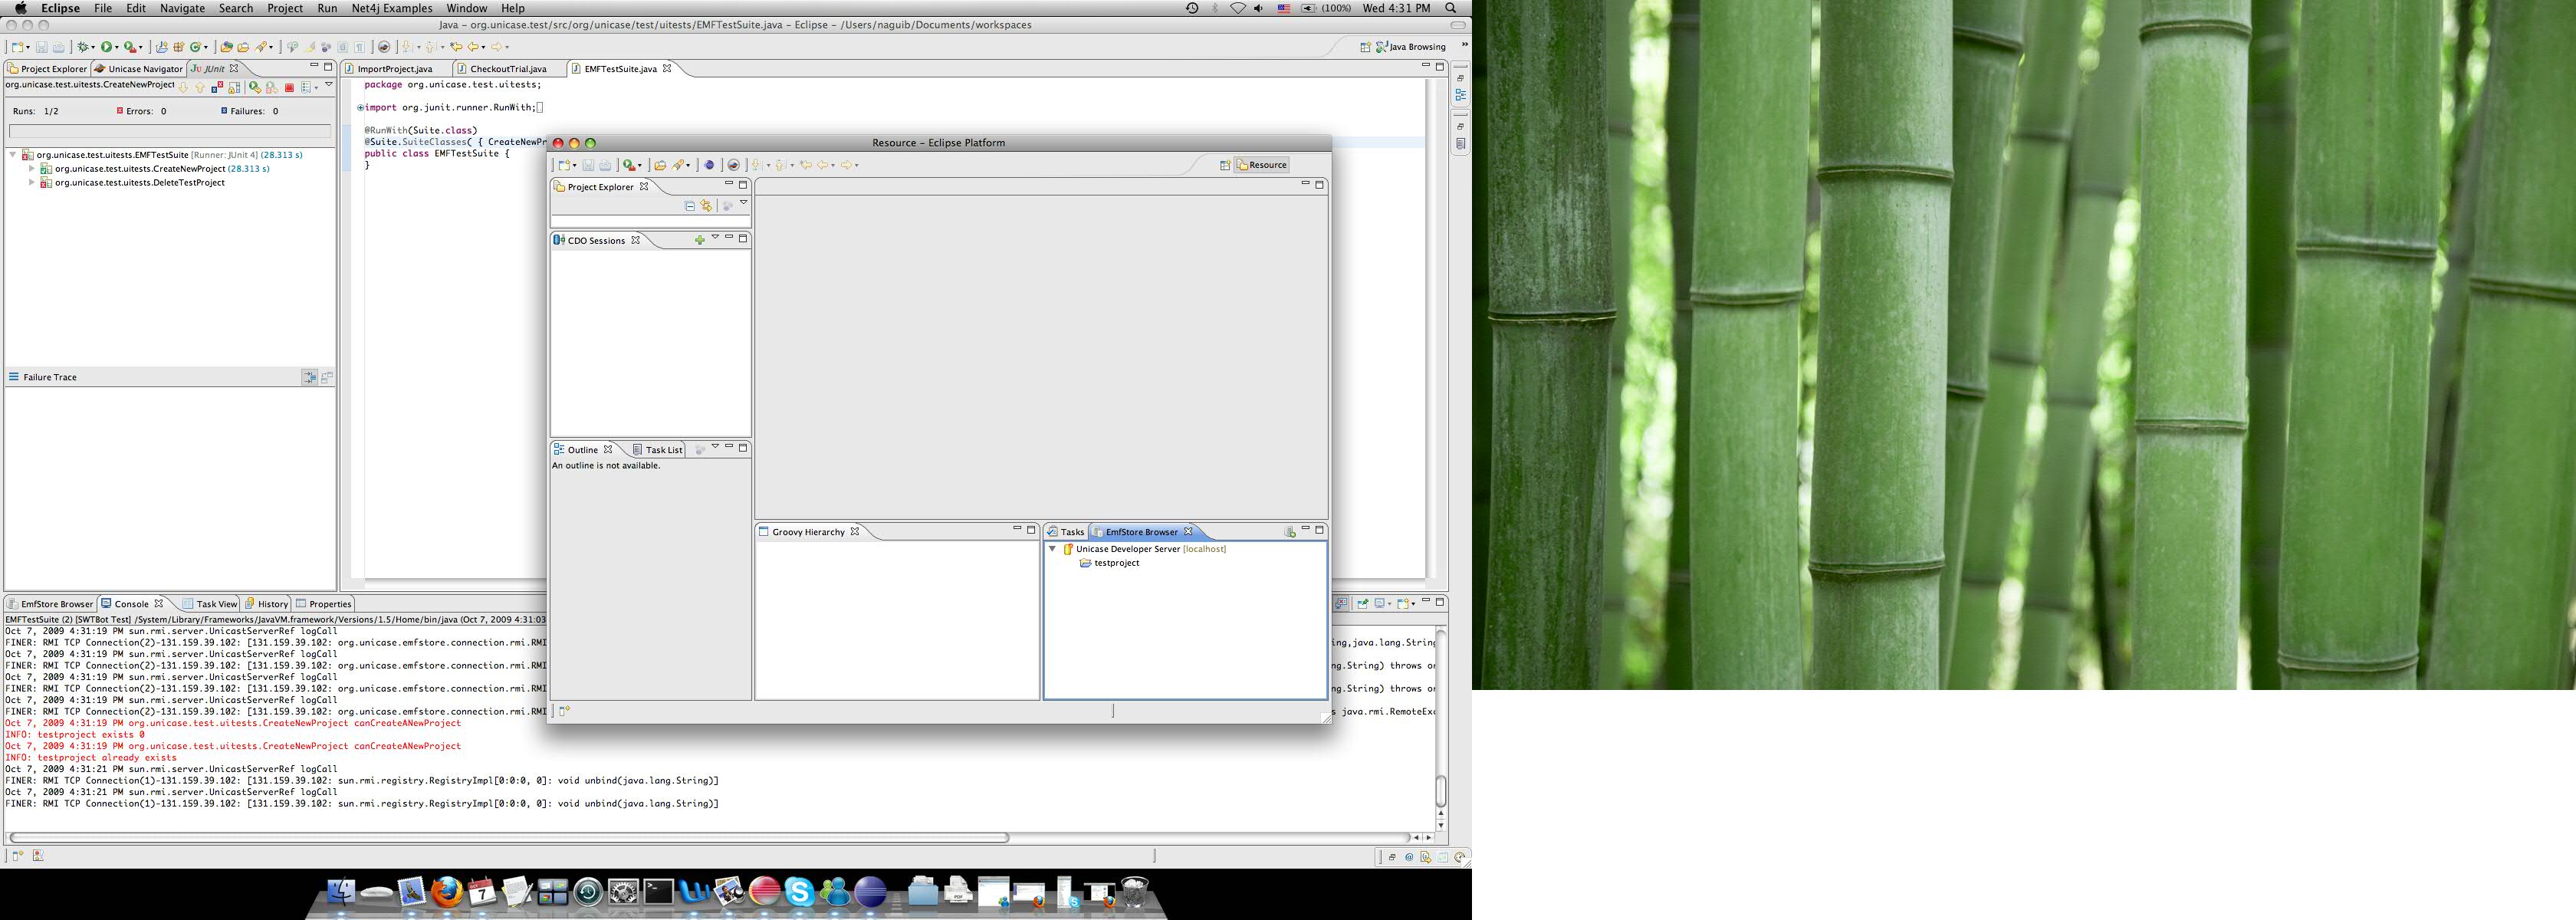 Eclipse File Edit Navigate Search Project Run Net4j Examples Window Help (100%) Wed 4:31 PM
Java – org.unicase.test/src/org/unicase/test/uitests/EMFTestSuite.java – Eclipse – /Users/naguib/Documents/workspaces
Java Browsing
Project Explorer Unicase Navigator JUnit
ImportProject.java CheckoutTrial.java EMFTestSuite.java
org.unicase.test.uitests.CreateNewProject
Runs: 1/2 Errors: 0 Failures: 0
org.unicase.test.uitests.EMFTestSuite [Runner: JUnit 4] (28.313 s)
org.unicase.test.uitests.CreateNewProject (28.313 s)
org.unicase.test.uitests.DeleteTestProject
Failure Trace
package org.unicase.test.uitests;
import org.junit.runner.RunWith;
@RunWith(Suite.class)
@Suite.SuiteClasses( { CreateNewPr
public class EMFTestSuite {
}
Resource – Eclipse Platform
Resource
Project Explorer
CDO Sessions
Outline Task List
An outline is not available.
Groovy Hierarchy
Tasks EmfStore Browser
Unicase Developer Server [localhost]
testproject
EmfStore Browser Console Task View History Properties
EMFTestSuite (2) [SWTBot Test] /System/Library/Frameworks/JavaVM.framework/Versions/1.5/Home/bin/java (Oct 7, 2009 4:31:03
Oct 7, 2009 4:31:19 PM sun.rmi.server.UnicastServerRef logCall
FINER: RMI TCP Connection(2)-131.159.39.102: [131.159.39.102: org.unicase.emfstore.connection.rmi.RMI ing,java.lang.String
Oct 7, 2009 4:31:19 PM sun.rmi.server.UnicastServerRef logCall
FINER: RMI TCP Connection(2)-131.159.39.102: [131.159.39.102: org.unicase.emfstore.connection.rmi.RMI ng.String) throws or
Oct 7, 2009 4:31:19 PM sun.rmi.server.UnicastServerRef logCall
FINER: RMI TCP Connection(2)-131.159.39.102: [131.159.39.102: org.unicase.emfstore.connection.rmi.RMI ng.String) throws or
Oct 7, 2009 4:31:19 PM sun.rmi.server.UnicastServerRef logCall
FINER: RMI TCP Connection(2)-131.159.39.102: [131.159.39.102: org.unicase.emfstore.connection.rmi.RMI s java.rmi.RemoteExc
Oct 7, 2009 4:31:19 PM org.unicase.test.uitests.CreateNewProject canCreateANewProject
INFO: testproject exists 0
Oct 7, 2009 4:31:19 PM org.unicase.test.uitests.CreateNewProject canCreateANewProject
INFO: testproject already exists
Oct 7, 2009 4:31:21 PM sun.rmi.server.UnicastServerRef logCall
FINER: RMI TCP Connection(1)-131.159.39.102: [131.159.39.102: sun.rmi.registry.RegistryImpl[0:0:0, 0]: void unbind(java.lang.String)]
Oct 7, 2009 4:31:21 PM sun.rmi.server.UnicastServerRef logCall
FINER: RMI TCP Connection(1)-131.159.39.102: [131.159.39.102: sun.rmi.registry.RegistryImpl[0:0:0, 0]: void unbind(java.lang.String)]
7
PDF